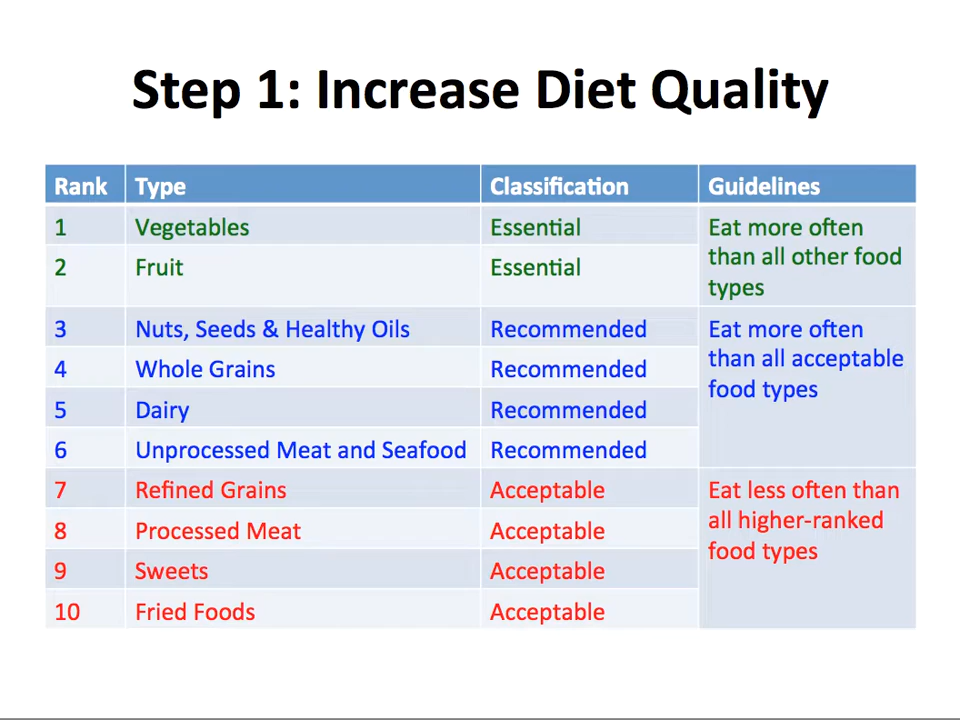 Step 1: Increase Diet Quality
Rank Type Classification Guidelines
1 Vegetables Essential Eat more often
than all other food
types
2 Fruit Essential
3 Nuts, Seeds & Healthy Oils Recommended Eat more often
than all acceptable
food types
4 Whole Grains Recommended
5 Dairy Recommended
6 Unprocessed Meat and Seafood Recommended
7 Refined Grains Acceptable Eat less often than
all higher-ranked
food types
8 Processed Meat Acceptable
9 Sweets Acceptable
10 Fried Foods Acceptable